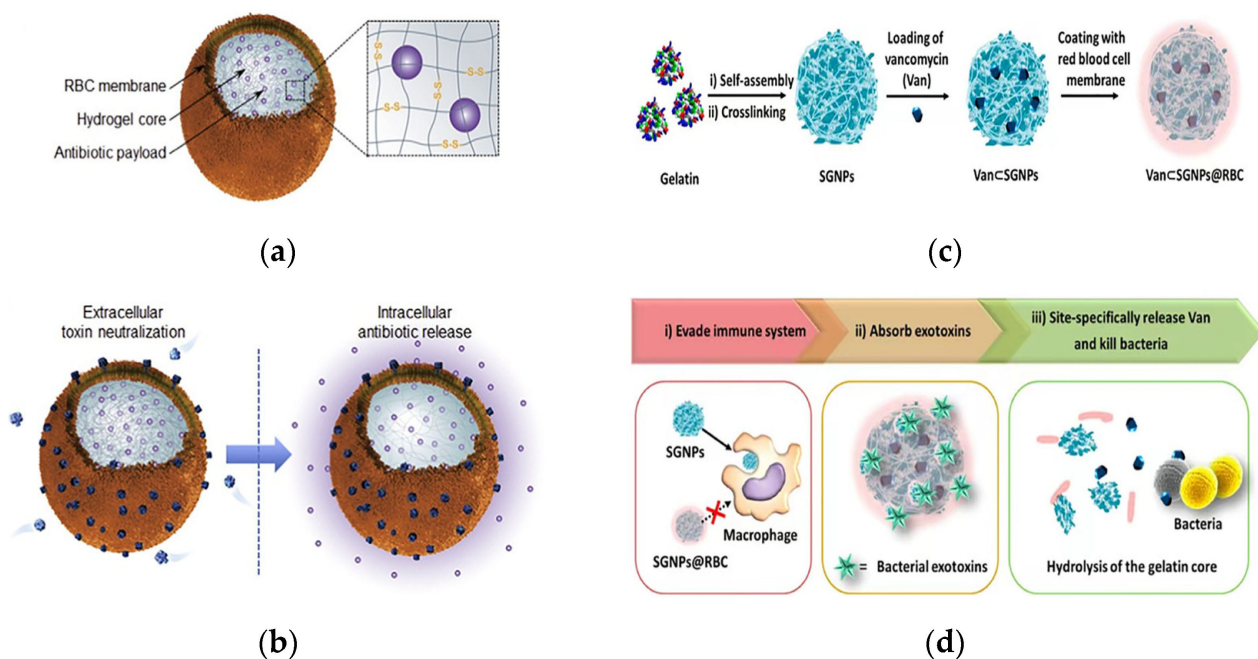 RBC membrane
Hydrogel core
Antibiotic payload
S-S
S-S
S-S
S-S
S-S
(a)
Gelatin
i) Self-assembly
ii) Crosslinking
SGNPs
Loading of
vancomycin
(Van)
Van⊂SGNPs
Coating with
red blood cell
membrane
Van⊂SGNPs@RBC
(c)
Extracellular
toxin neutralization
Intracellular
antibiotic release
(b)
i) Evade immune system
ii) Absorb exotoxins
iii) Site-specifically release Van
and kill bacteria
SGNPs
Macrophage
SGNPs@RBC
= Bacterial exotoxins
Bacteria
Hydrolysis of the gelatin core
(d)